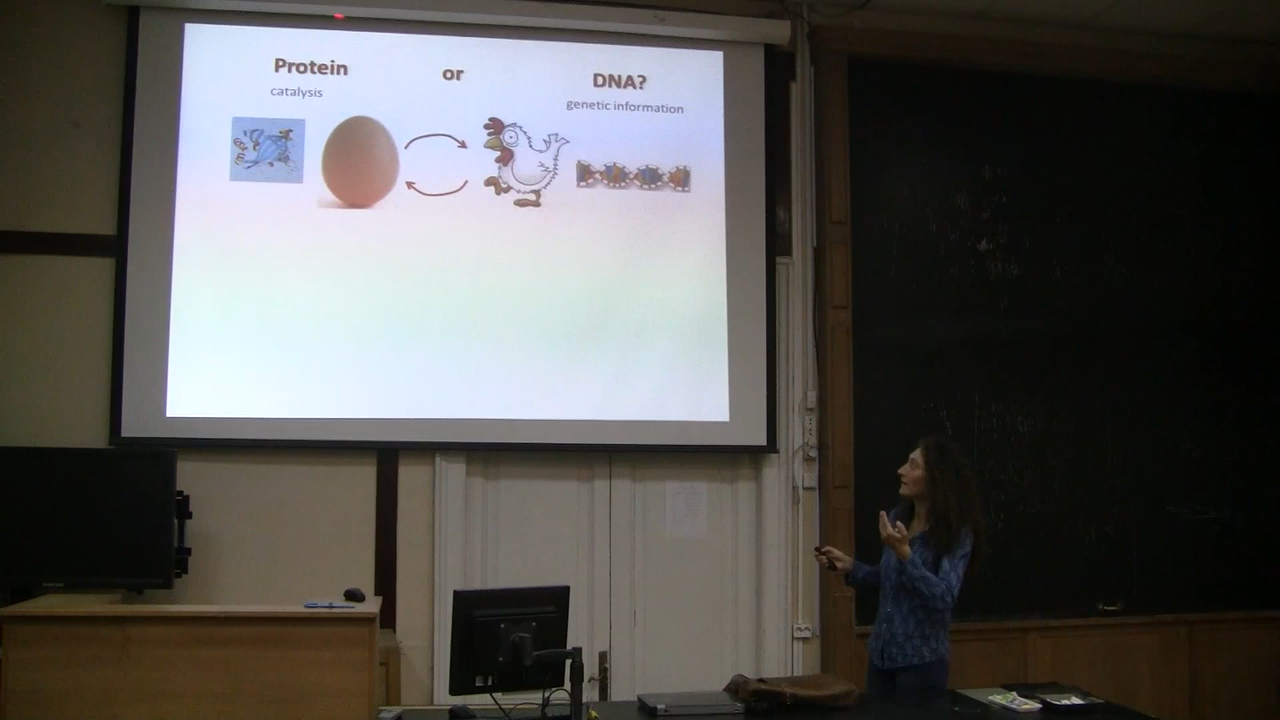 Protein or DNA?
catalysis genetic information